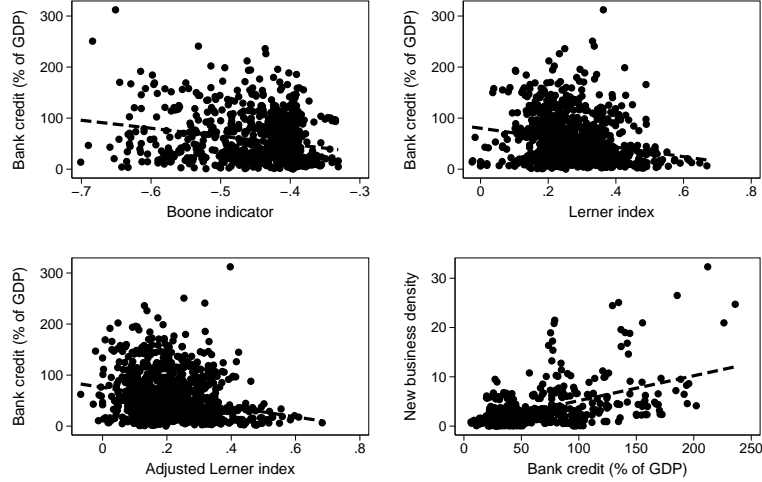 Bank credit (% of GDP)
300
200
100
0
−.7 −.6 −.5 −.4 −.3
Boone indicator
Bank credit (% of GDP)
300
200
100
0
0 .2 .4 .6 .8
Lerner index
Bank credit (% of GDP)
300
200
100
0
0 .2 .4 .6 .8
Adjusted Lerner index
New business density
30
20
10
0
0 50 100 150 200 250
Bank credit (% of GDP)